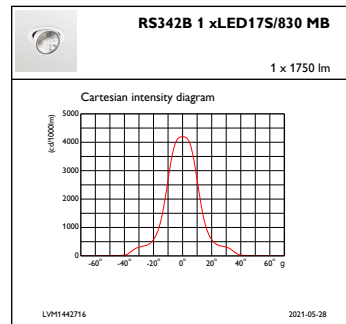 RS342B 1 xLED17S/830 MB
1 x 1750 lm
Cartesian intensity diagram
(cd/1000lm)
5000
4000
3000
2000
1000
0
-60° -40° -20° 0° 20° 40° 60° g
LVM1442716 2021-05-28